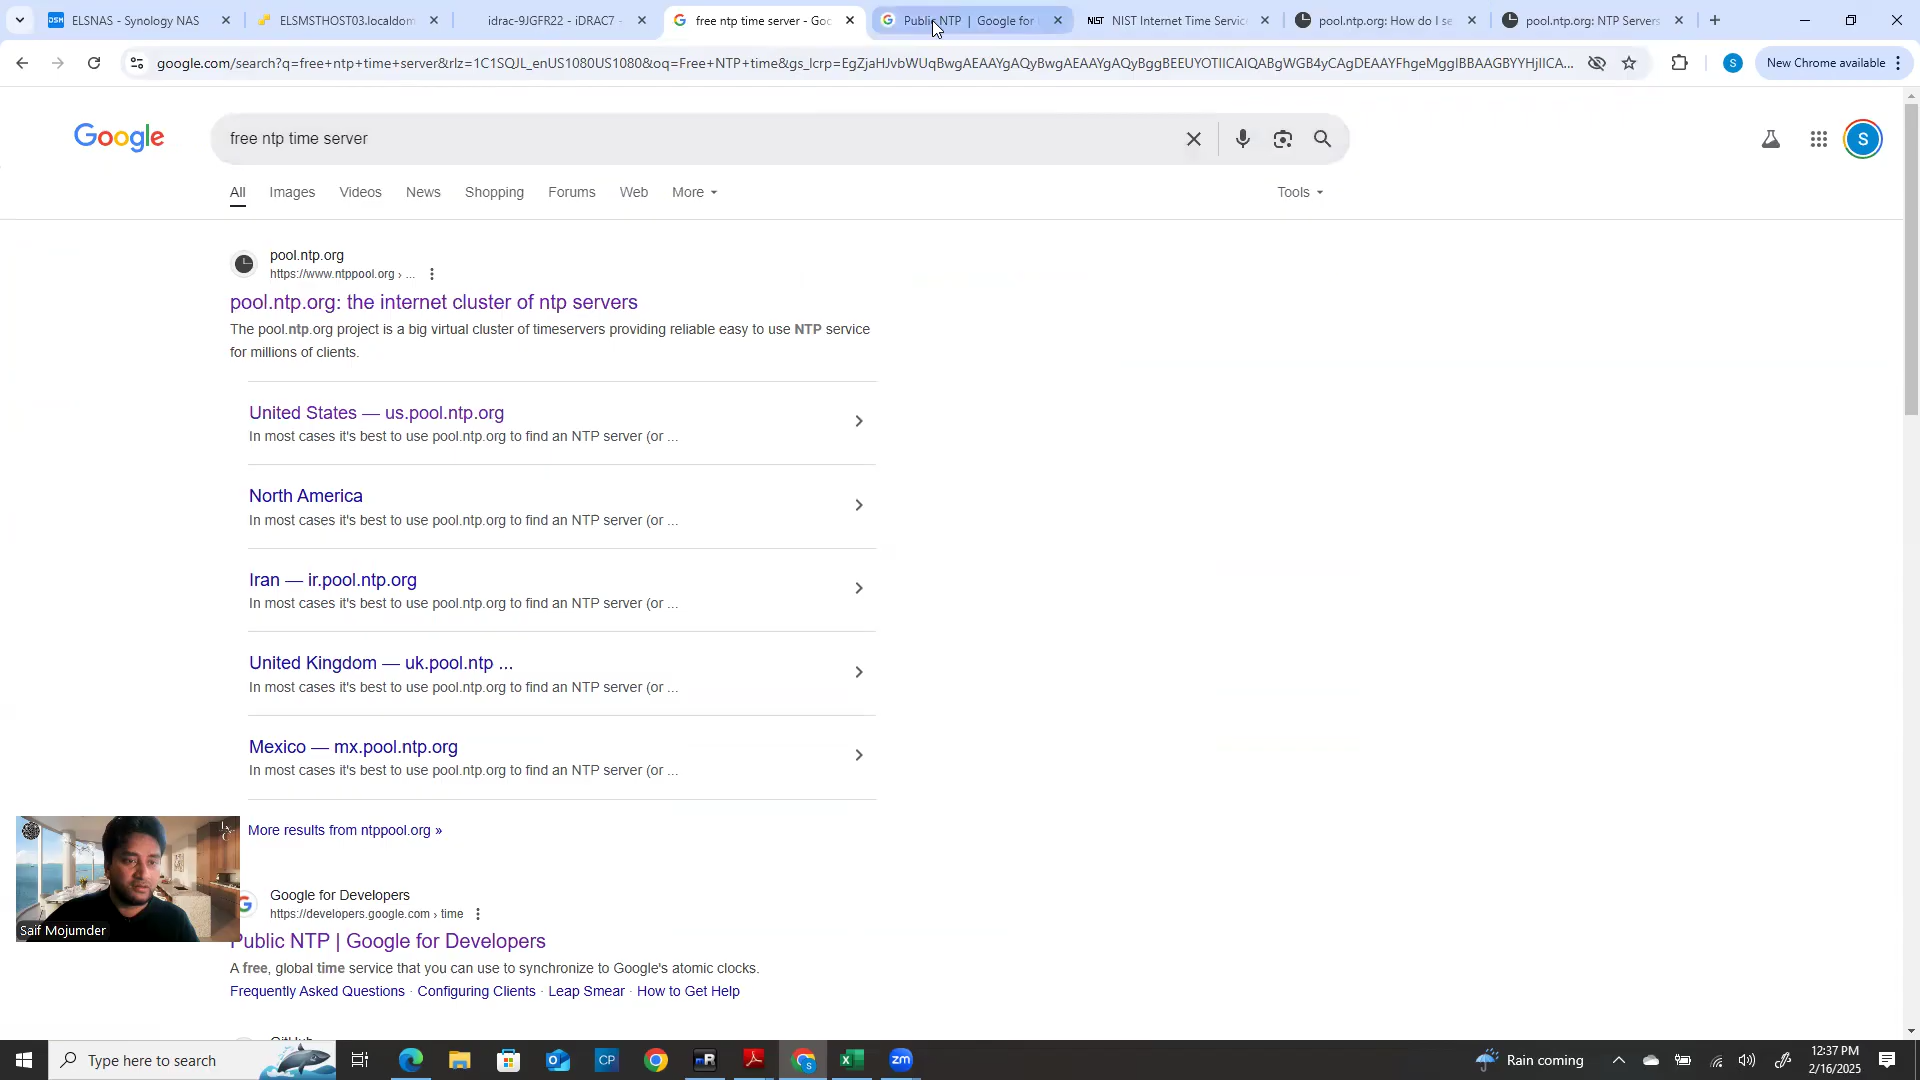 ELSNAS - Synology NAS
ELSMSTHOST03.localdom
idrac-9JGFR22 - iDRAC7 -
free ntp time server - Goo
Public NTP | Google for
NIST Internet Time Servic
pool.ntp.org: How do I se
pool.ntp.org: NTP Servers
google.com/search?q=free+ntp+time+server&rlz=1C1SQJL_enUS1080US1080&oq=Free+NTP+time&gs_lcrp=EgZjaHJvbWUqBwgAEAAYgAQyBwgAEAAYgAQyBggBEEUYOTIICAIQABgWGB4yCAgDEAAYFhgeMggIBBAAGBYYHjIICA...
S
New Chrome available
Google
free ntp time server
S
All
Images
Videos
News
Shopping
Forums
Web
More
Tools
pool.ntp.org
https://www.ntppool.org › ...
pool.ntp.org: the internet cluster of ntp servers
The pool.ntp.org project is a big virtual cluster of timeservers providing reliable easy to use NTP service
for millions of clients.
United States — us.pool.ntp.org
In most cases it's best to use pool.ntp.org to find an NTP server (or ...
North America
In most cases it's best to use pool.ntp.org to find an NTP server (or ...
Iran — ir.pool.ntp.org
In most cases it's best to use pool.ntp.org to find an NTP server (or ...
United Kingdom — uk.pool.ntp ...
In most cases it's best to use pool.ntp.org to find an NTP server (or ...
Mexico — mx.pool.ntp.org
In most cases it's best to use pool.ntp.org to find an NTP server (or ...
More results from ntppool.org »
Google for Developers
https://developers.google.com › time
Public NTP | Google for Developers
A free, global time service that you can use to synchronize to Google's atomic clocks.
Frequently Asked Questions · Configuring Clients · Leap Smear · How to Get Help
Saif Mojumder
Type here to search
CP
zm
Rain coming
12:37 PM
2/16/2025